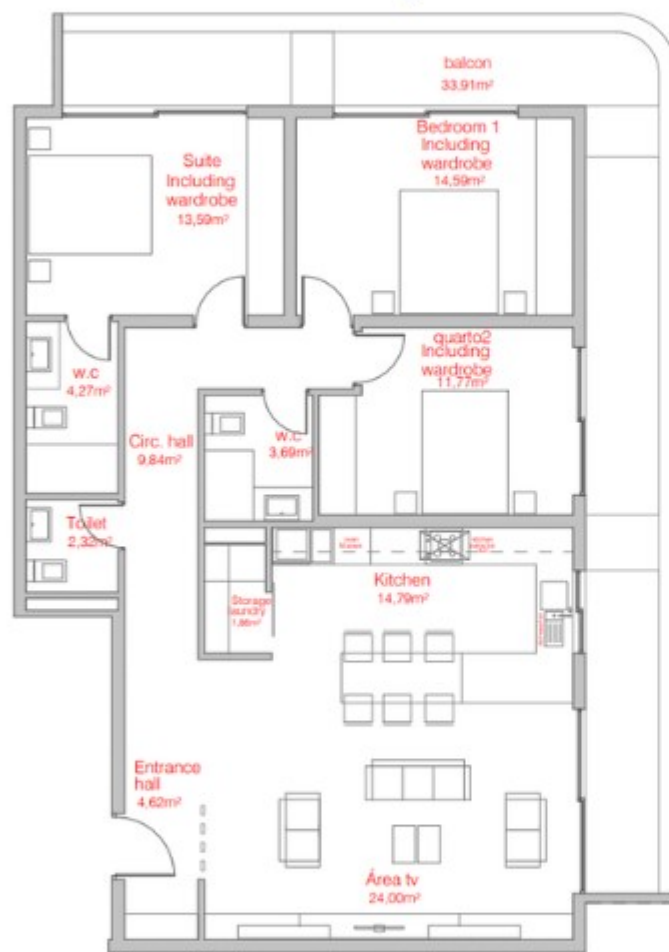 balcon
33,91m²
Bedroom 1
Including
wardrobe
14,59m²
Suite
Including
wardrobe
13,59m²
quarto2
Including
wardrobe
11,77m²
w.c
4,27m²
w.c
3,69m²
Circ. hall
9,84m²
Toilet
2,32m²
Kitchen
14,79m²
Storage
laundry
1,86m²
Entrance
hall
4,62m²
Área tv
24,00m²